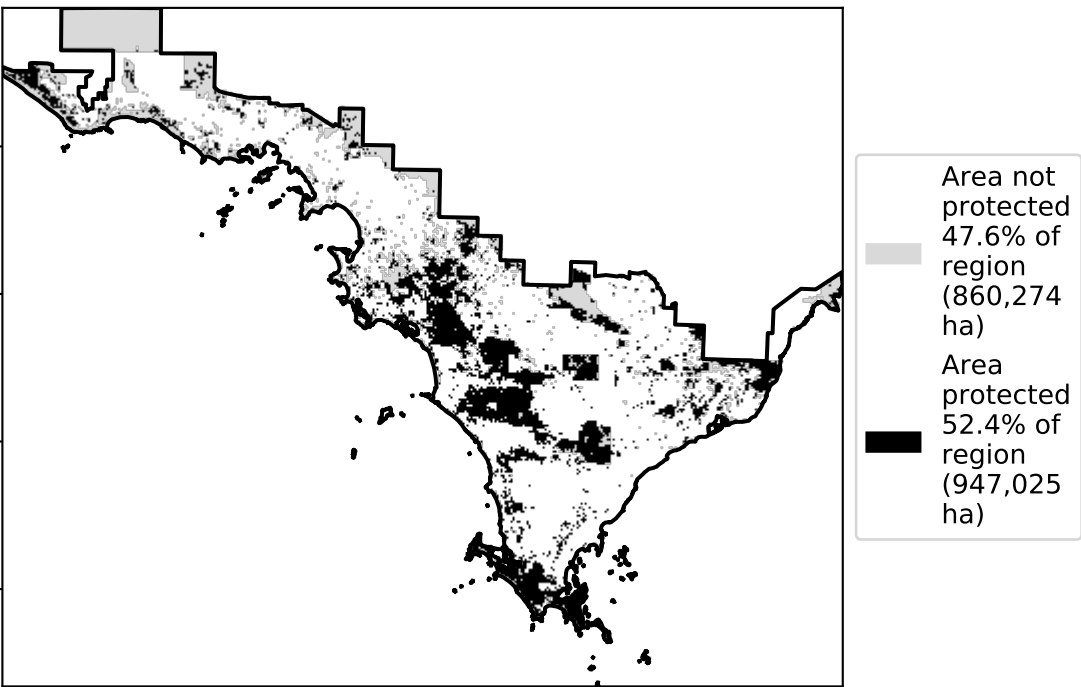 Area not
protected
47.6% of
region
(860,274
ha)
Area
protected
52.4% of
region
(947,025
ha)